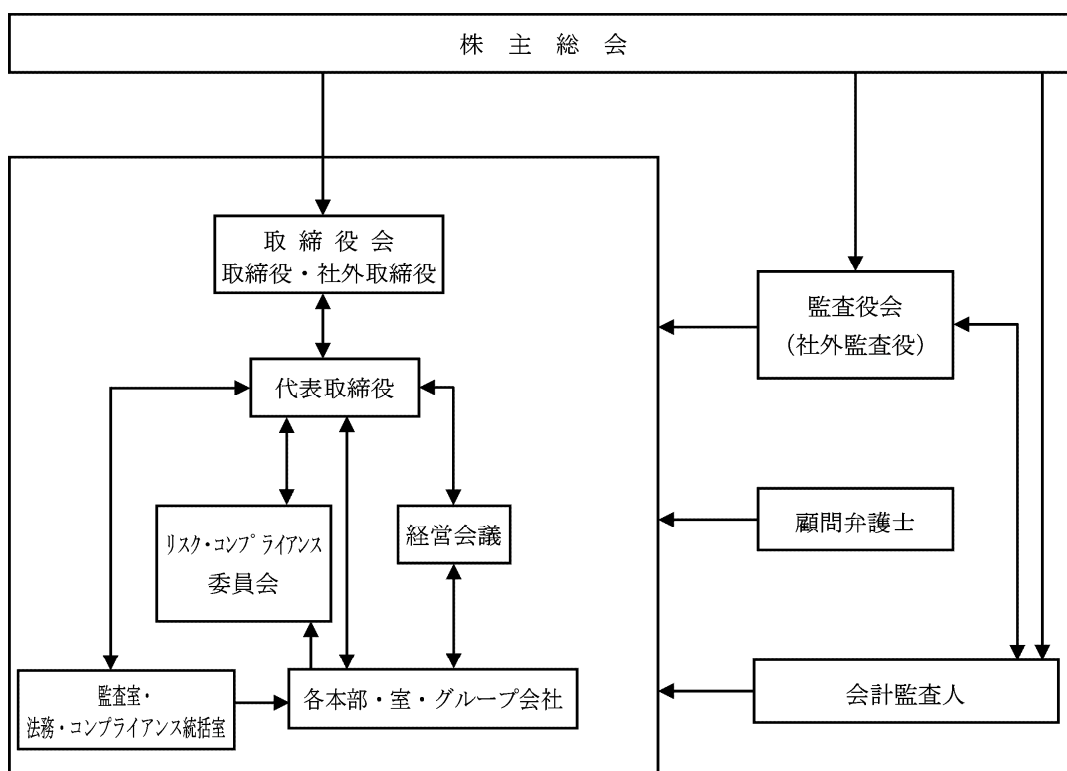 株 主 総 会
取 締 役 会
取締役・社外取締役
監査役会
(社外監査役)
代表取締役
リスク・コンプライアンス
委員会
経営会議
顧問弁護士
監査室・
法務・コンプライアンス統括室
各本部・室・グループ会社
会計監査人